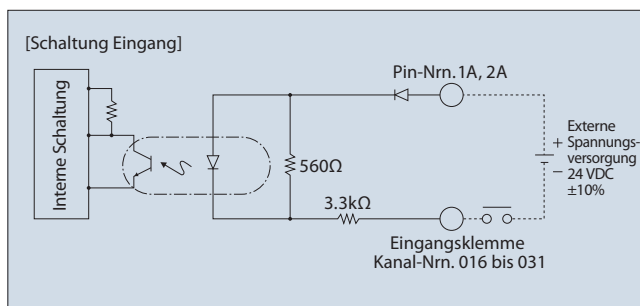 [Schaltung Eingang]
Pin-Nrn. 1A, 2A
Interne Schaltung
560Ω
3.3kΩ
+
−
Externe
Spannungs-
versorgung
24 VDC
±10%
Eingangsklemme
Kanal-Nrn. 016 bis 031